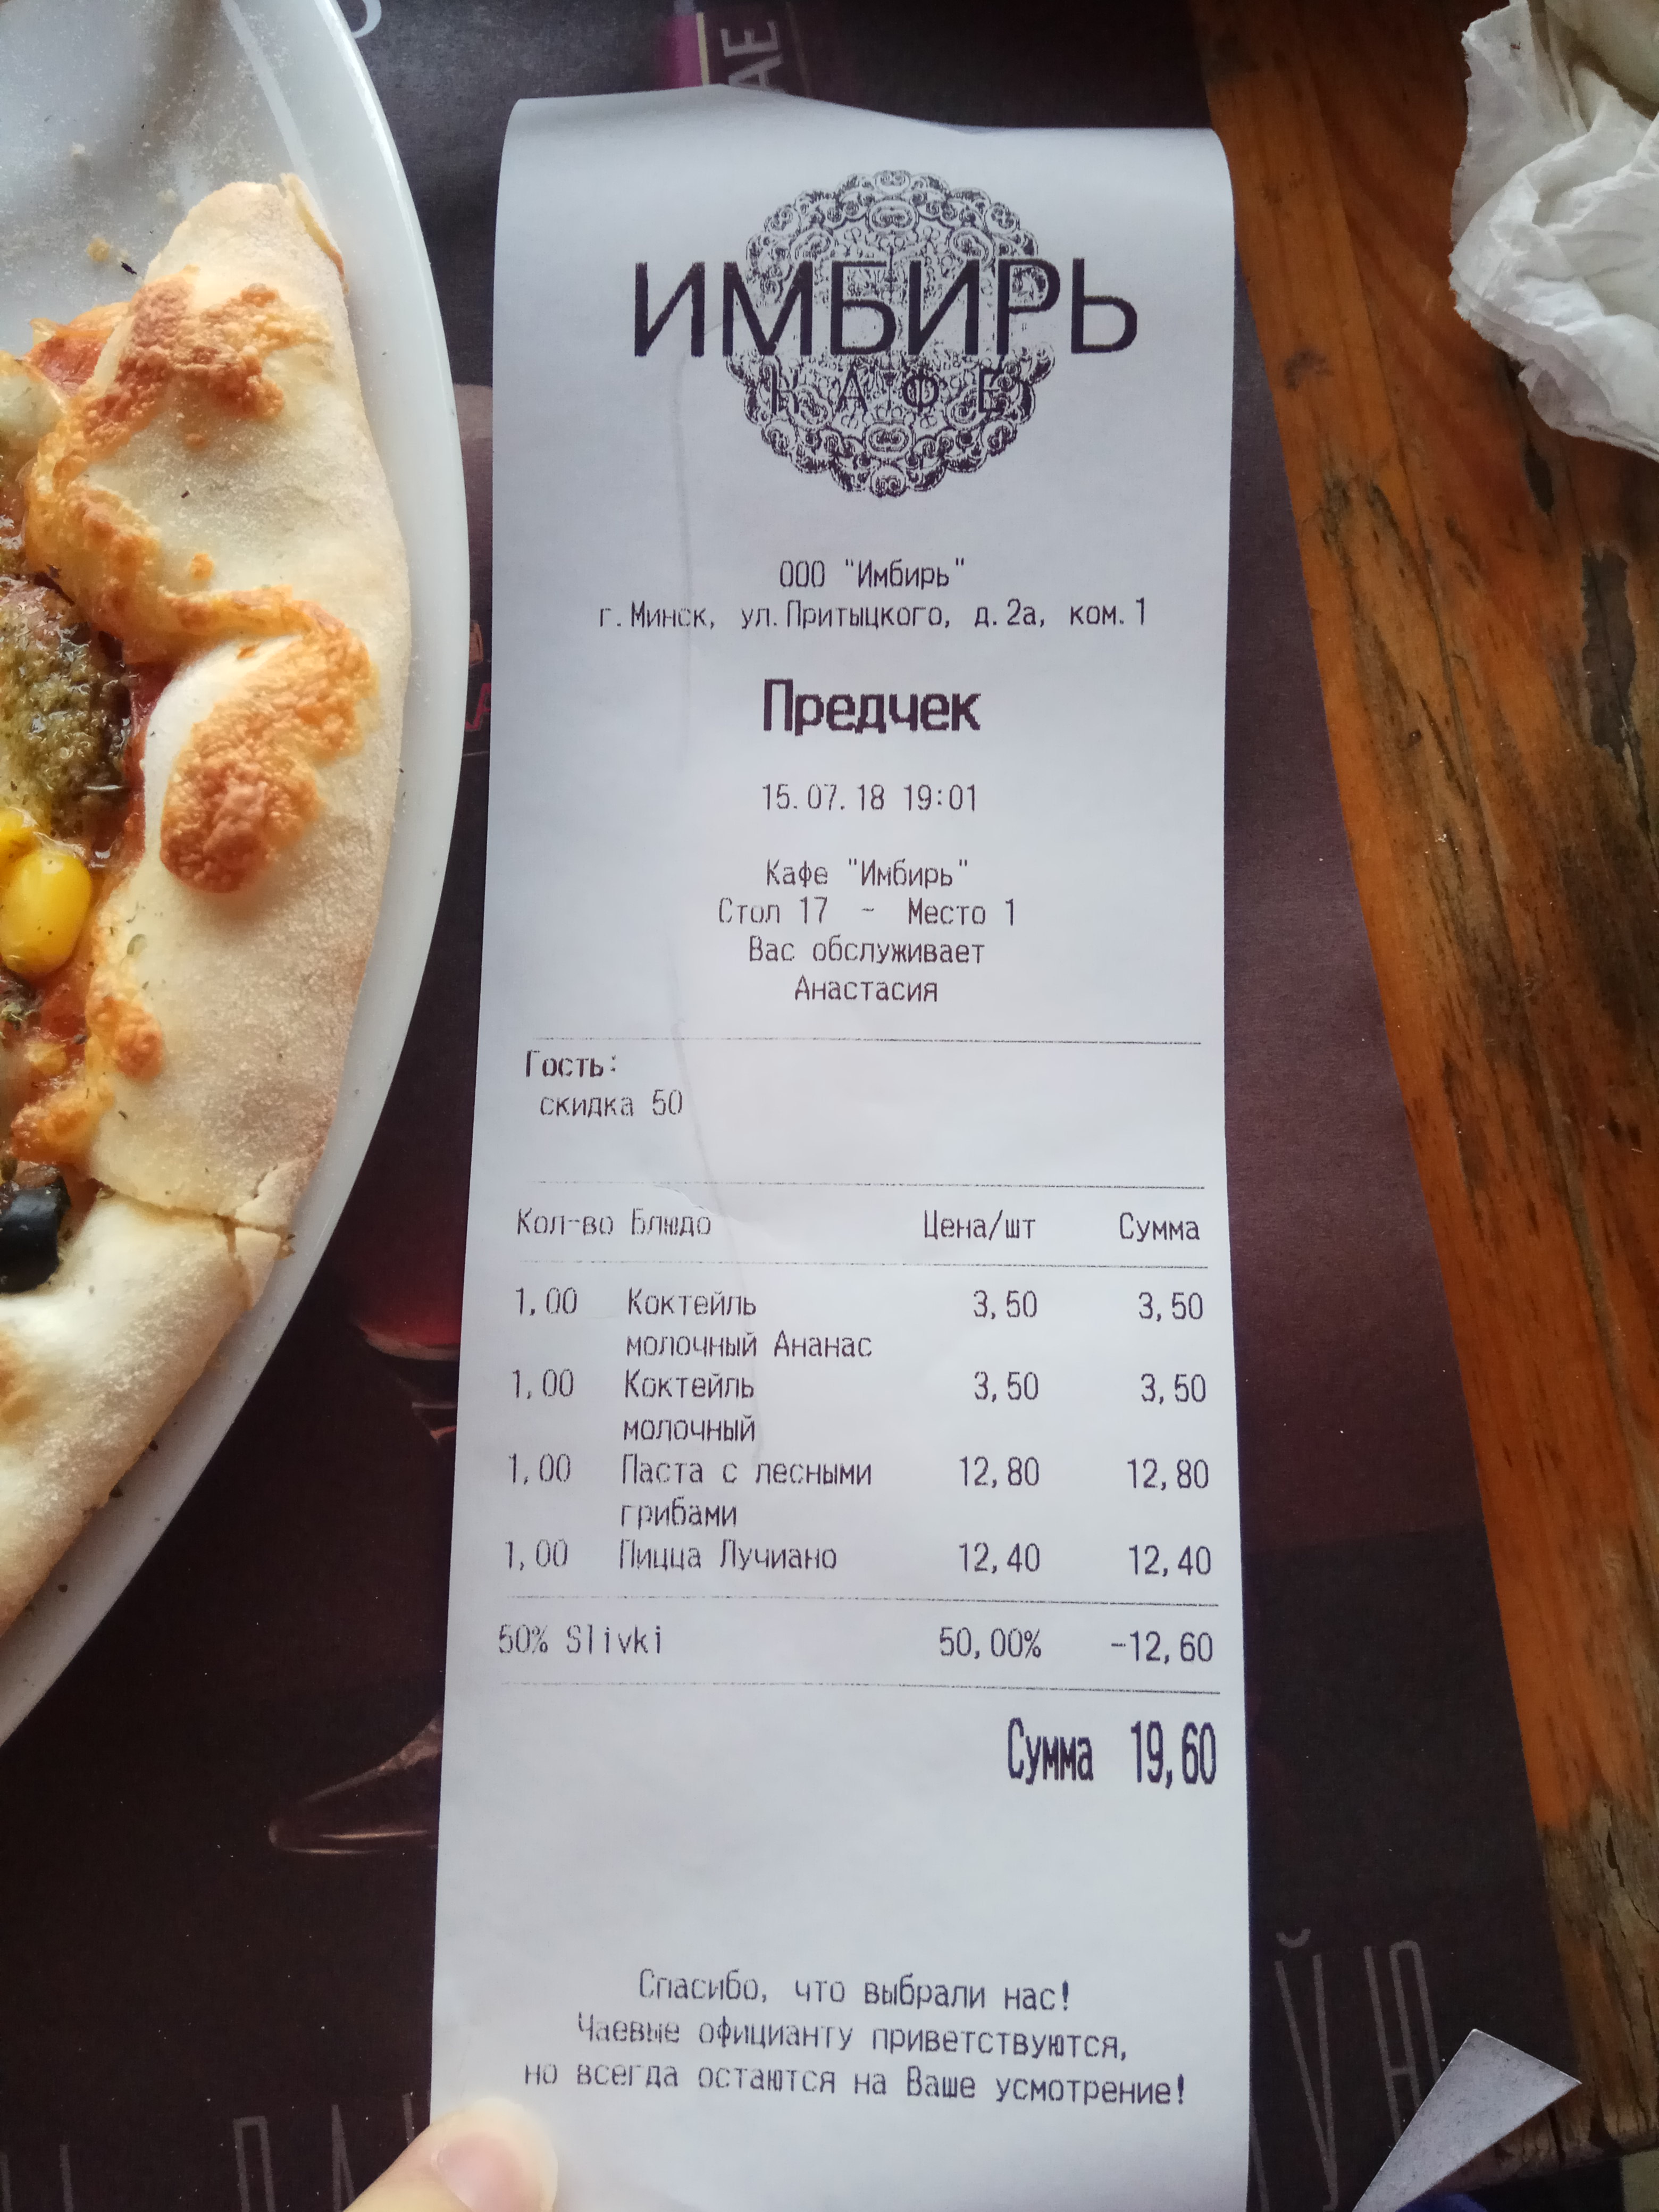 АЕ
ИМБИРЬ
КАФЕ
ООО "Имбирь"
г.Минск, ул.Притыцкого, д.2а, ком.1
Предчек
15.07.18 19:01
Кафе "Имбирь"
Стол 17 - Место 1
Вас обслуживает
Анастасия
Гость:
скидка 50
Кол-во Блюдо Цена/шт Сумма
1,00 Коктейль 3,50 3,50
молочный Ананас
1,00 Коктейль 3,50 3,50
молочный
1,00 Паста с лесными 12,80 12,80
грибами
1,00 Пицца Лучиано 12,40 12,40
50% Slivki 50,00% -12,60
Сумма 19,60
Спасибо, что выбрали нас!
Чаевые официанту приветствуются,
но всегда остаются на Ваше усмотрение!